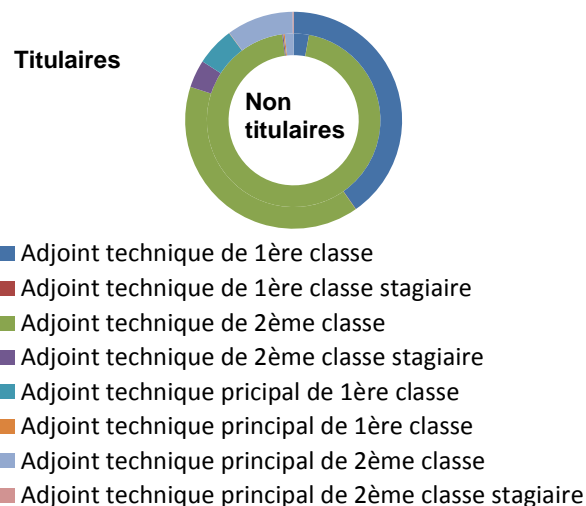 Titulaires
Non
titulaires
Adjoint technique de 1ère classe
Adjoint technique de 1ère classe stagiaire
Adjoint technique de 2ème classe
Adjoint technique de 2ème classe stagiaire
Adjoint technique pricipal de 1ère classe
Adjoint technique principal de 1ère classe
Adjoint technique principal de 2ème classe
Adjoint technique principal de 2ème classe stagiaire